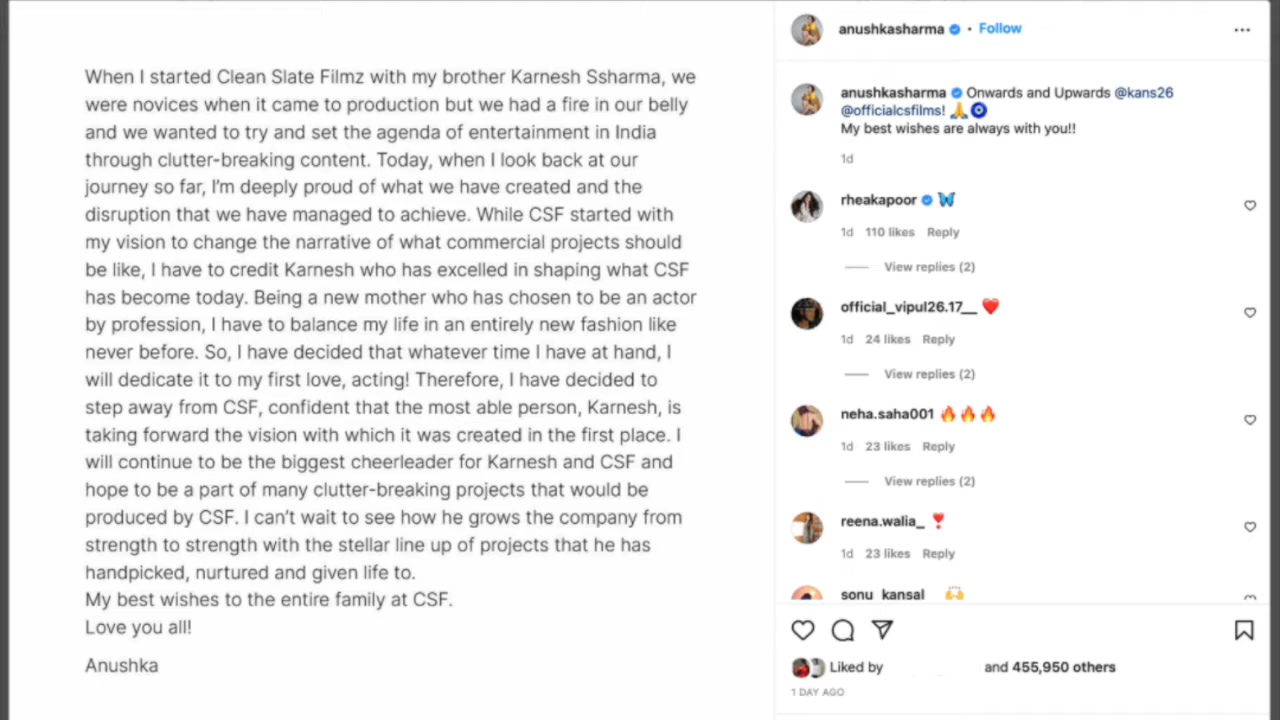 When I started Clean Slate Filmz with my brother Karnesh Ssharma, we
were novices when it came to production but we had a fire in our belly
and we wanted to try and set the agenda of entertainment in India
through clutter-breaking content. Today, when I look back at our
journey so far, I'm deeply proud of what we have created and the
disruption that we have managed to achieve. While CSF started with
my vision to change the narrative of what commercial projects should
be like, I have to credit Karnesh who has excelled in shaping what CSF
has become today. Being a new mother who has chosen to be an actor
by profession, I have to balance my life in an entirely new fashion like
never before. So, I have decided that whatever time I have at hand, I
will dedicate it to my first love, acting! Therefore, I have decided to
step away from CSF, confident that the most able person, Karnesh, is
taking forward the vision with which it was created in the first place. I
will continue to be the biggest cheerleader for Karnesh and CSF and
hope to be a part of many clutter-breaking projects that would be
produced by CSF. I can't wait to see how he grows the company from
strength to strength with the stellar line up of projects that he has
handpicked, nurtured and given life to.
My best wishes to the entire family at CSF.
Love you all!
Anushka
anushkasharma • Follow
anushkasharma Onwards and Upwards @kans26
@officialcsfilms! 🙏🧿
My best wishes are always with you!!
1d
rheakapoor 🦋
1d 110 likes Reply
View replies (2)
official_vipul26.17__ ❤️
1d 24 likes Reply
View replies (2)
neha.saha001 🔥🔥🔥
1d 23 likes Reply
View replies (2)
reena.walia_ ❣️
1d 23 likes Reply
sonu_kansal__ 🙌
Liked by and 455,950 others
1 DAY AGO